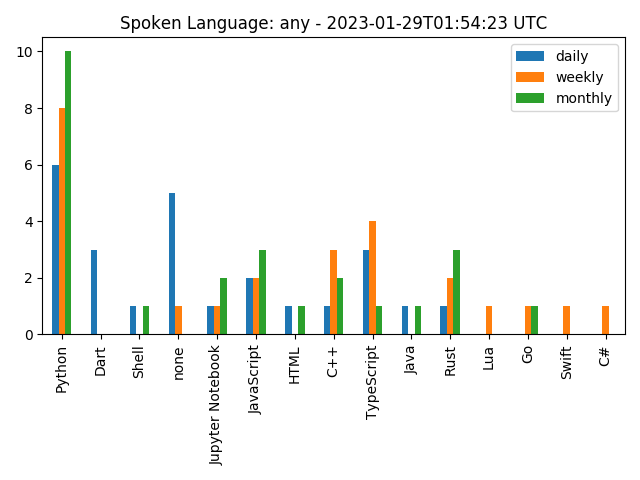 Spoken Language: any - 2023-01-29T01:54:23 UTC
daily
weekly
monthly
10
8
6
4
2
0
Python
Dart
Shell
none
Jupyter Notebook
JavaScript
HTML
C++
TypeScript
Java
Rust
Lua
Go
Swift
C#